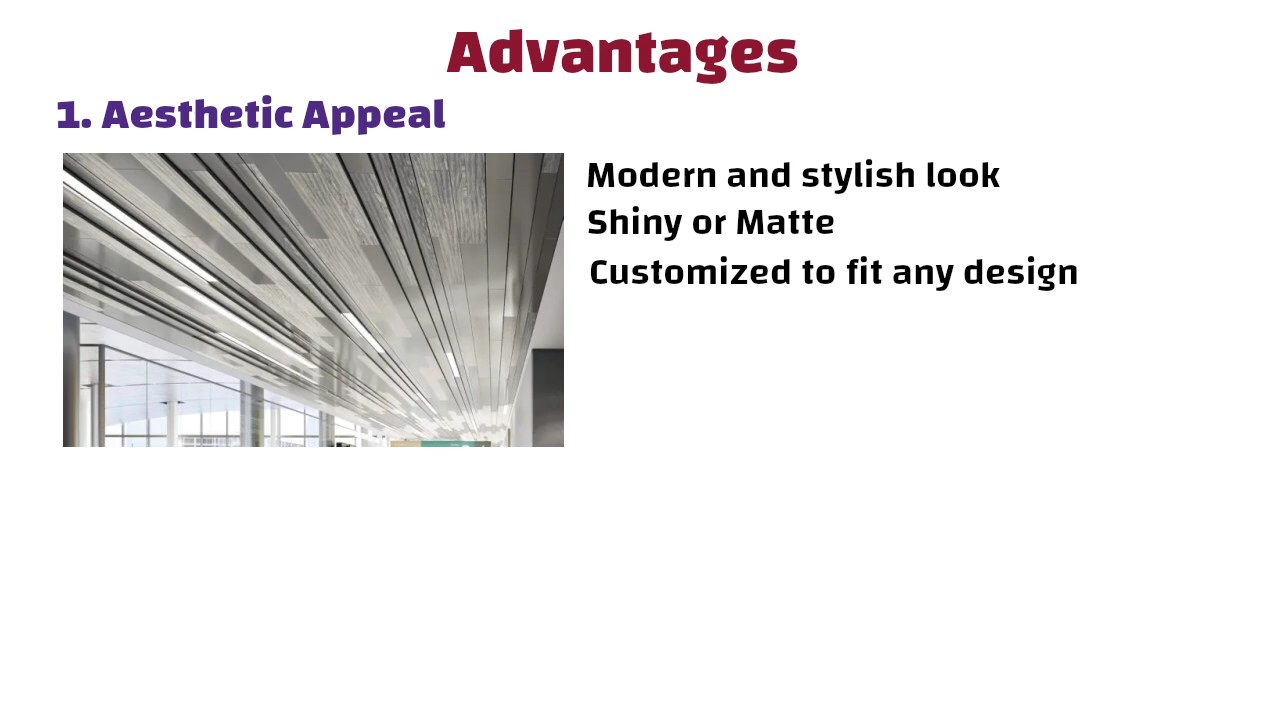 Advantages
1. Aesthetic Appeal
Modern and stylish look
Shiny or Matte
Customized to fit any design